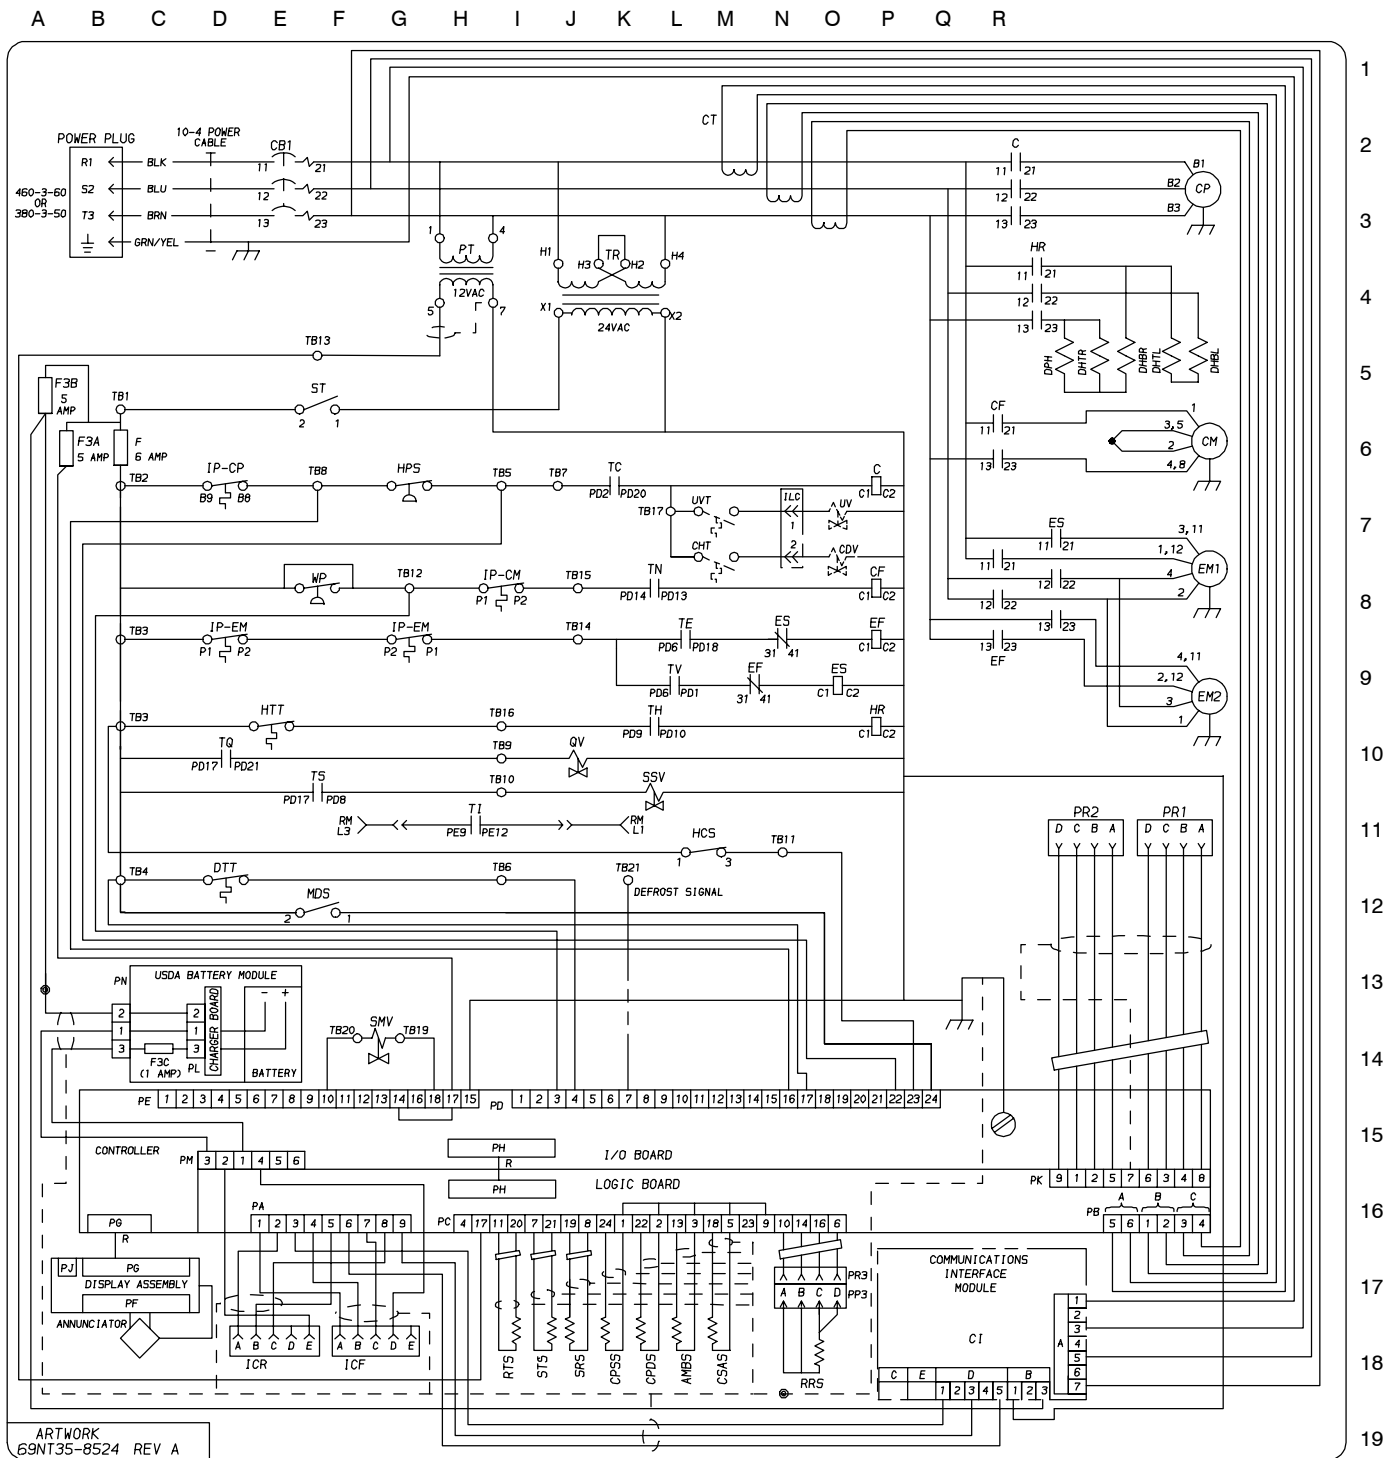 A B C D E F G H I J K L M N O P Q R
1
2
3
4
5
6
7
8
9
10
11
12
13
14
15
16
17
18
19
POWER PLUG
10-4 POWER
CABLE
CB1
R1 BLK 11 21
S2 BLU 12 22
T3 BRN 13 23
GRN/YEL
460-3-60
OR
380-3-50
CT
C
11 21
12 22
13 23
B1
B2
B3
CP
1 PT 4
12VAC
5 7
H1 H3 TR H2 H4
X1 X2
24VAC
HR
11 21
12 22
13 23
DPH
DHTR
DHBR
DHTL
DHBL
TB13
F3B
5
AMP
TB1
ST
2 1
F3A
5 AMP
F
6 AMP
CF
11 21
13 23
1
3,5
2
4,8
CM
TB2
IP-CP
B9 B8
TB8
HPS
TB5
TB7
TC
PD2 PD20
C
C1 C2
TB17
UVT
ILC
1
UV
CHT
2
CDV
WP
TB12
IP-CM
P1 P2
TB15
TN
PD14 PD13
CF
C1 C2
ES
11 21
11 21
12 22
12 22
13 23
13 23
EF
3,11
1,12
4
2
EM1
4,11
2,12
3
1
EM2
TB3
IP-EM
P1 P2
IP-EM
P2 P1
TB14
TE
PD6 PD18
ES
31 41
EF
C1 C2
TV
PD6 PD1
EF
31 41
ES
C1 C2
TB3
HTT
TB16
TH
PD9 PD10
HR
C1 C2
TQ
PD17 PD21
TB9
QV
TS
PD17 PD8
TB10
SSV
RM
L3
TI
PE9 PE12
RM
L1
HCS
1 3
TB11
PR2 PR1
D C B A D C B A
TB4
DTT
TB6
TB21
DEFROST SIGNAL
MDS
2 1
PN
USDA BATTERY MODULE
- +
2 2
1 1
3 3
CHARGER BOARD
F3C
(1 AMP)
PL
BATTERY
TB20
SMV
TB19
PE 1 2 3 4 5 6 7 8 9 10 11 12 13 14 16 18 17 15
PD 1 2 3 4 5 6 7 8 9 10 11 12 13 14 15 16 17 18 19 20 21 22 23 24
CONTROLLER
PM 3 2 1 4 5 6
PH
R
PH
I/O BOARD
LOGIC BOARD
PK 9 1 2 5 7 6 3 4 8
A B C
PB 5 6 1 2 3 4
PA
1 2 3 4 5 6 7 8 9
PC 4 17 11 20 7 21 19 8 24 1 22 2 13 3 18 5 23 9 10 14 16 6
PG
R
PJ PG
DISPLAY ASSEMBLY
PF
ANNUNCIATOR
A B C D E
ICR
A B C D E
ICF
RTS
STS
SRS
CPSS
CPDS
AMBS
CSAS
PR3
A B C D PP3
RRS
COMMUNICATIONS
INTERFACE
MODULE
CI
A
1
2
3
4
5
6
7
C E D B
1 2 3 4 5 1 2 3
ARTWORK
69NT35-8524 REV A